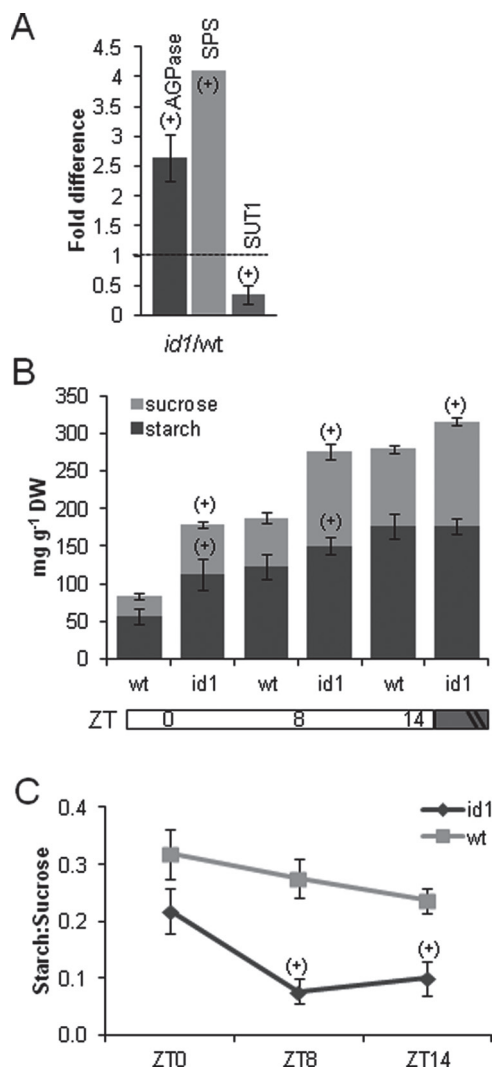 A
Fold difference
4.5
4
3.5
3
2.5
2
1.5
1
0.5
0
(+)
AGPase
(+)
SPS
(+)
SUT1
id1/wt
B
sucrose
starch
mg g-1 DW
350
300
250
200
150
100
50
0
(+)
(+)
(+)
(+)
(+)
wt
id1
wt
id1
wt
id1
ZT
0
8
14
C
id1
wt
Starch:Sucrose
0.4
0.3
0.2
0.1
0.0
(+)
(+)
ZT0
ZT8
ZT14